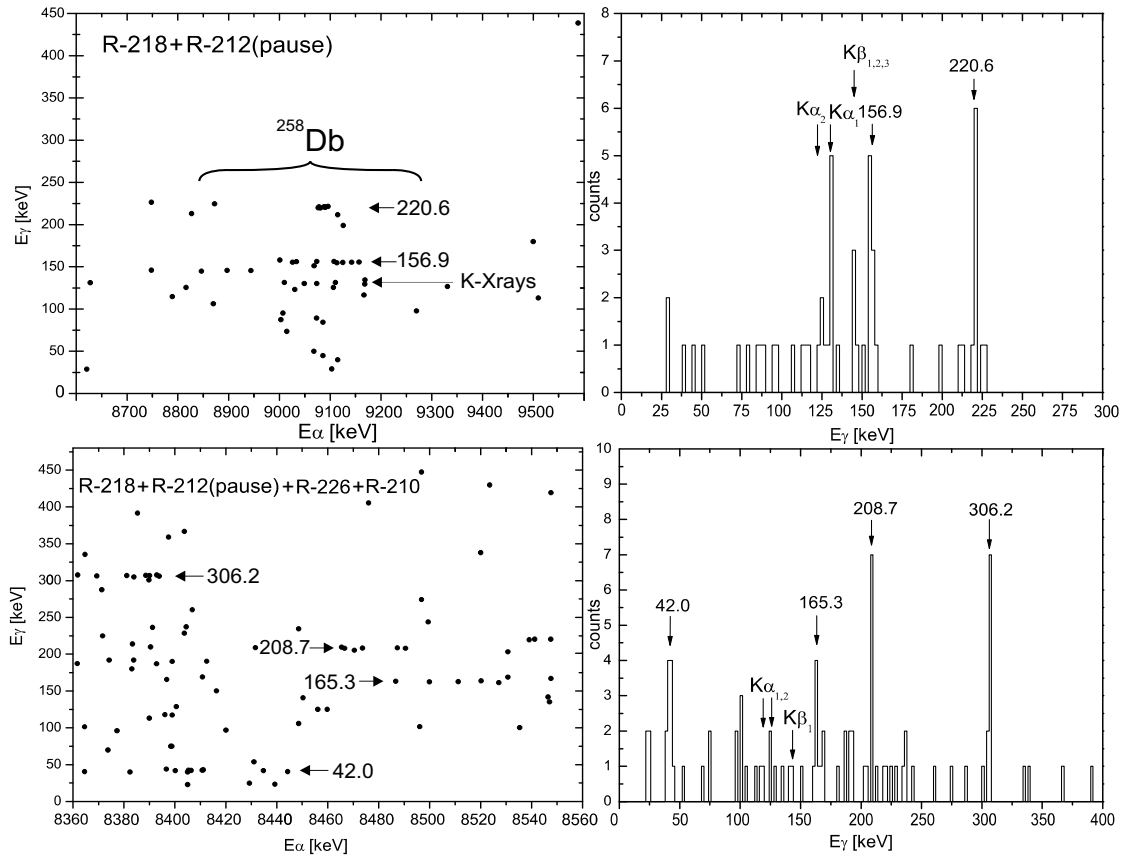 R-218+R-212(pause)
258Db
220.6
156.9
K-Xrays
Eγ [keV]
450
400
350
300
250
200
150
100
50
0
8700 8800 8900 9000 9100 9200 9300 9400 9500
Eα [keV]
Kβ1,2,3
220.6
Kα2 Kα1 156.9
counts
8
7
6
5
4
3
2
1
0
0 25 50 75 100 125 150 175 200 225 250 275 300
Eγ [keV]
R-218+R-212(pause)+R-226+R-210
306.2
208.7
165.3
42.0
Eγ [keV]
450
400
350
300
250
200
150
100
50
0
8360 8380 8400 8420 8440 8460 8480 8500 8520 8540 8560
Eα [keV]
208.7
306.2
165.3
42.0
Kα1,2
Kβ1
counts
10
9
8
7
6
5
4
3
2
1
0
0 50 100 150 200 250 300 350 400
Eγ [keV]